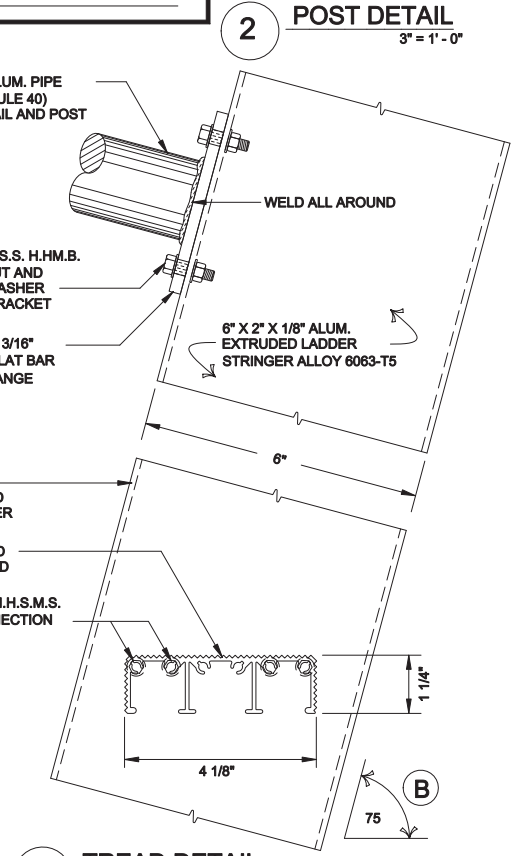 2
POST DETAIL
3" = 1' - 0"
LUM. PIPE
ULE 40)
AIL AND POST
WELD ALL AROUND
S.S. H.HM.B.
UT AND
ASHER
RACKET
6" X 2" X 1/8" ALUM.
EXTRUDED LADDER
STRINGER ALLOY 6063-T5
3/16"
LAT BAR
ANGE
6"
D
ER
D
D
H.H.S.M.S.
NECTION
1 1/4"
4 1/8"
B
75
TREAD DETAIL